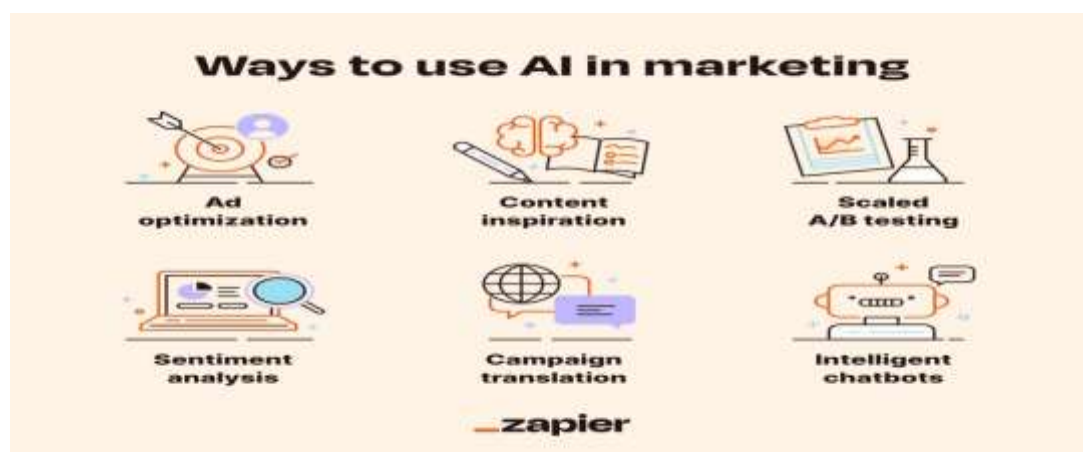 Ways to use AI in marketing
Ad
optimization
Content
inspiration
Scaled
A/B testing
Sentiment
analysis
Campaign
translation
Intelligent
chatbots
_zapier